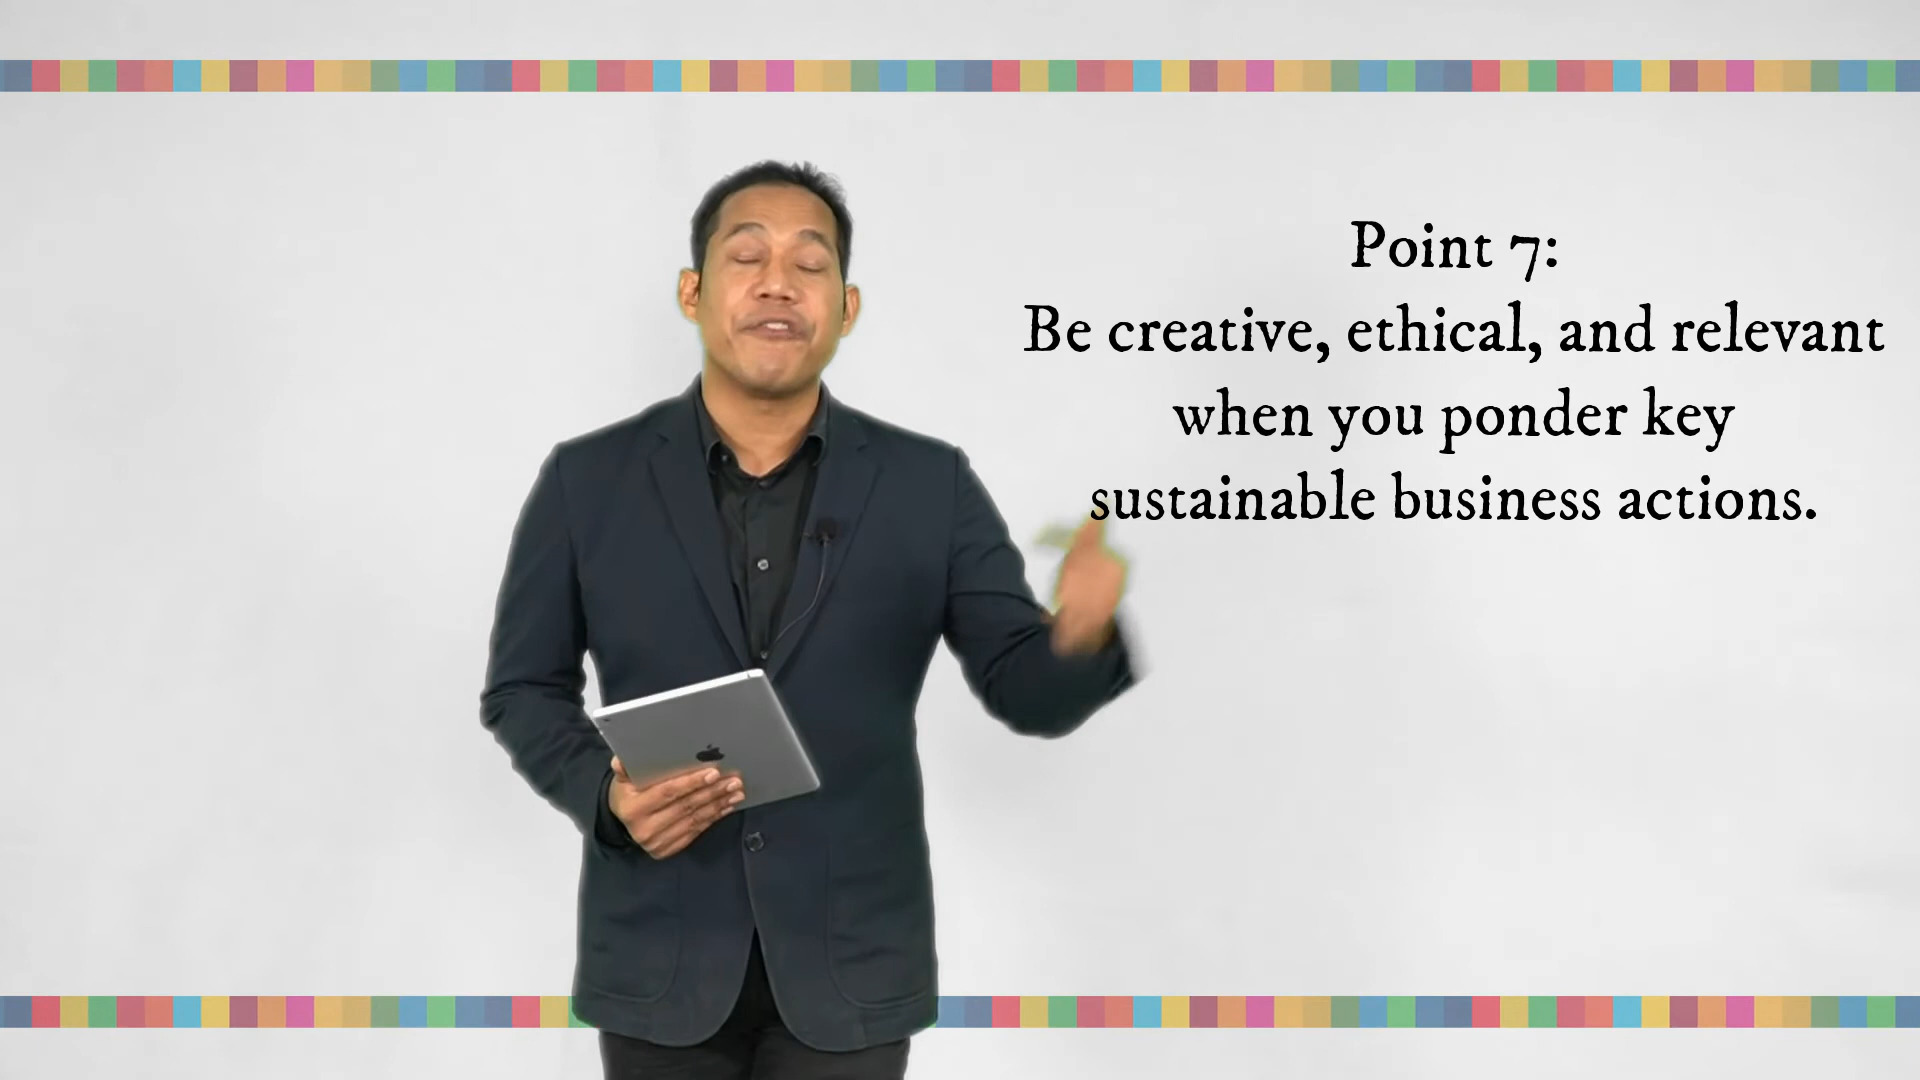 Point 7:
Be creative, ethical, and relevant
when you ponder key
sustainable business actions.